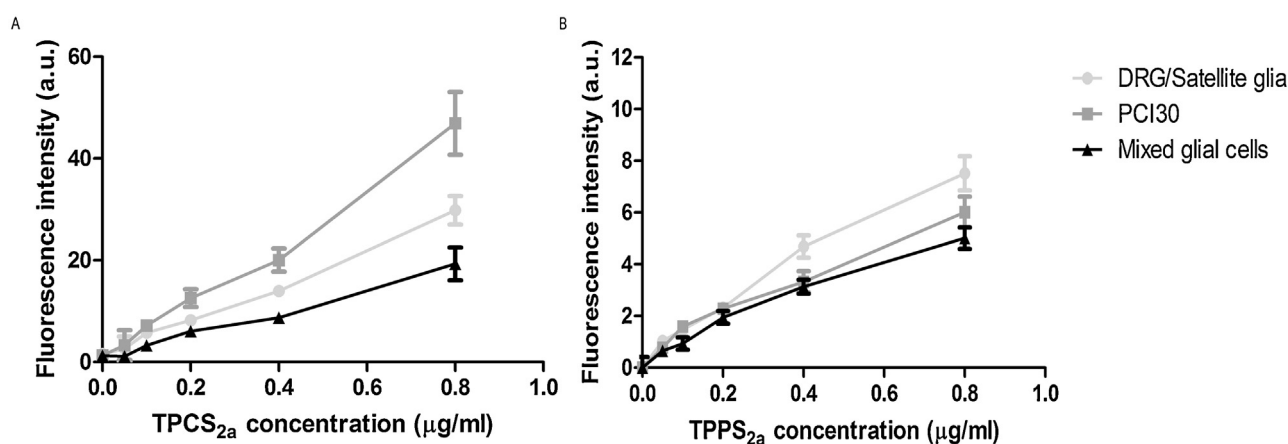 A
B
60
40
20
0
Fluorescence intensity (a.u.)
0.0 0.2 0.4 0.6 0.8 1.0
TPCS2a concentration (μg/ml)
12
10
8
6
4
2
0
Fluorescence intensity (a.u.)
0.0 0.2 0.4 0.6 0.8 1.0
TPPS2a concentration (μg/ml)
DRG/Satellite glia
PCI30
Mixed glial cells